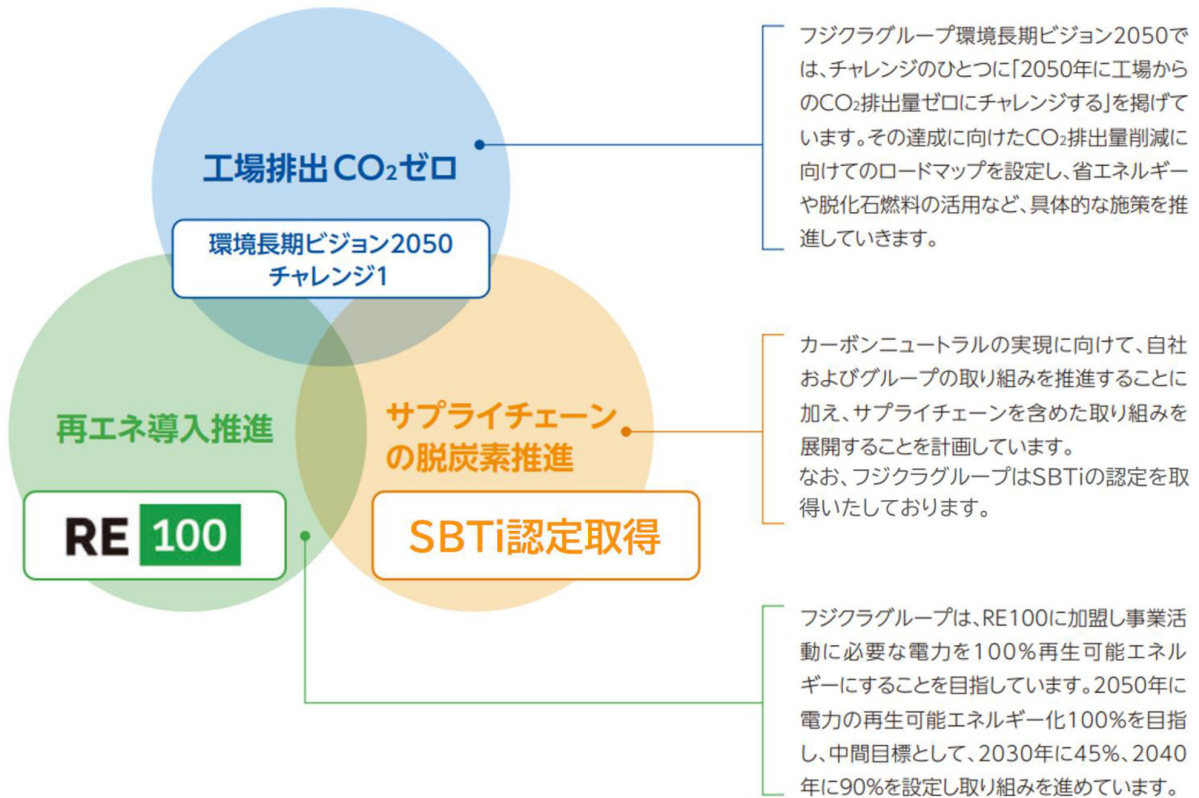 工場排出CO₂ゼロ
環境長期ビジョン2050
チャレンジ1
再エネ導入推進
RE 100
サプライチェーン
の脱炭素推進
SBTi認定取得
フジクラグループ環境長期ビジョン2050で
は、チャレンジのひとつに「2050年に工場から
のCO₂排出量ゼロにチャレンジする」を掲げて
います。その達成に向けたCO₂排出量削減に
向けてのロードマップを設定し、省エネルギー
や脱化石燃料の活用など、具体的な施策を推
進していきます。
カーボンニュートラルの実現に向けて、自社
およびグループの取り組みを推進することに
加え、サプライチェーンを含めた取り組みを
展開することを計画しています。
なお、フジクラグループはSBTiの認定を取
得いたしております。
フジクラグループは、RE100に加盟し事業活
動に必要な電力を100%再生可能エネル
ギーにすることを目指しています。2050年に
電力の再生可能エネルギー化100%を目指
し、中間目標として、2030年に45%、2040
年に90%を設定し取り組みを進めています。